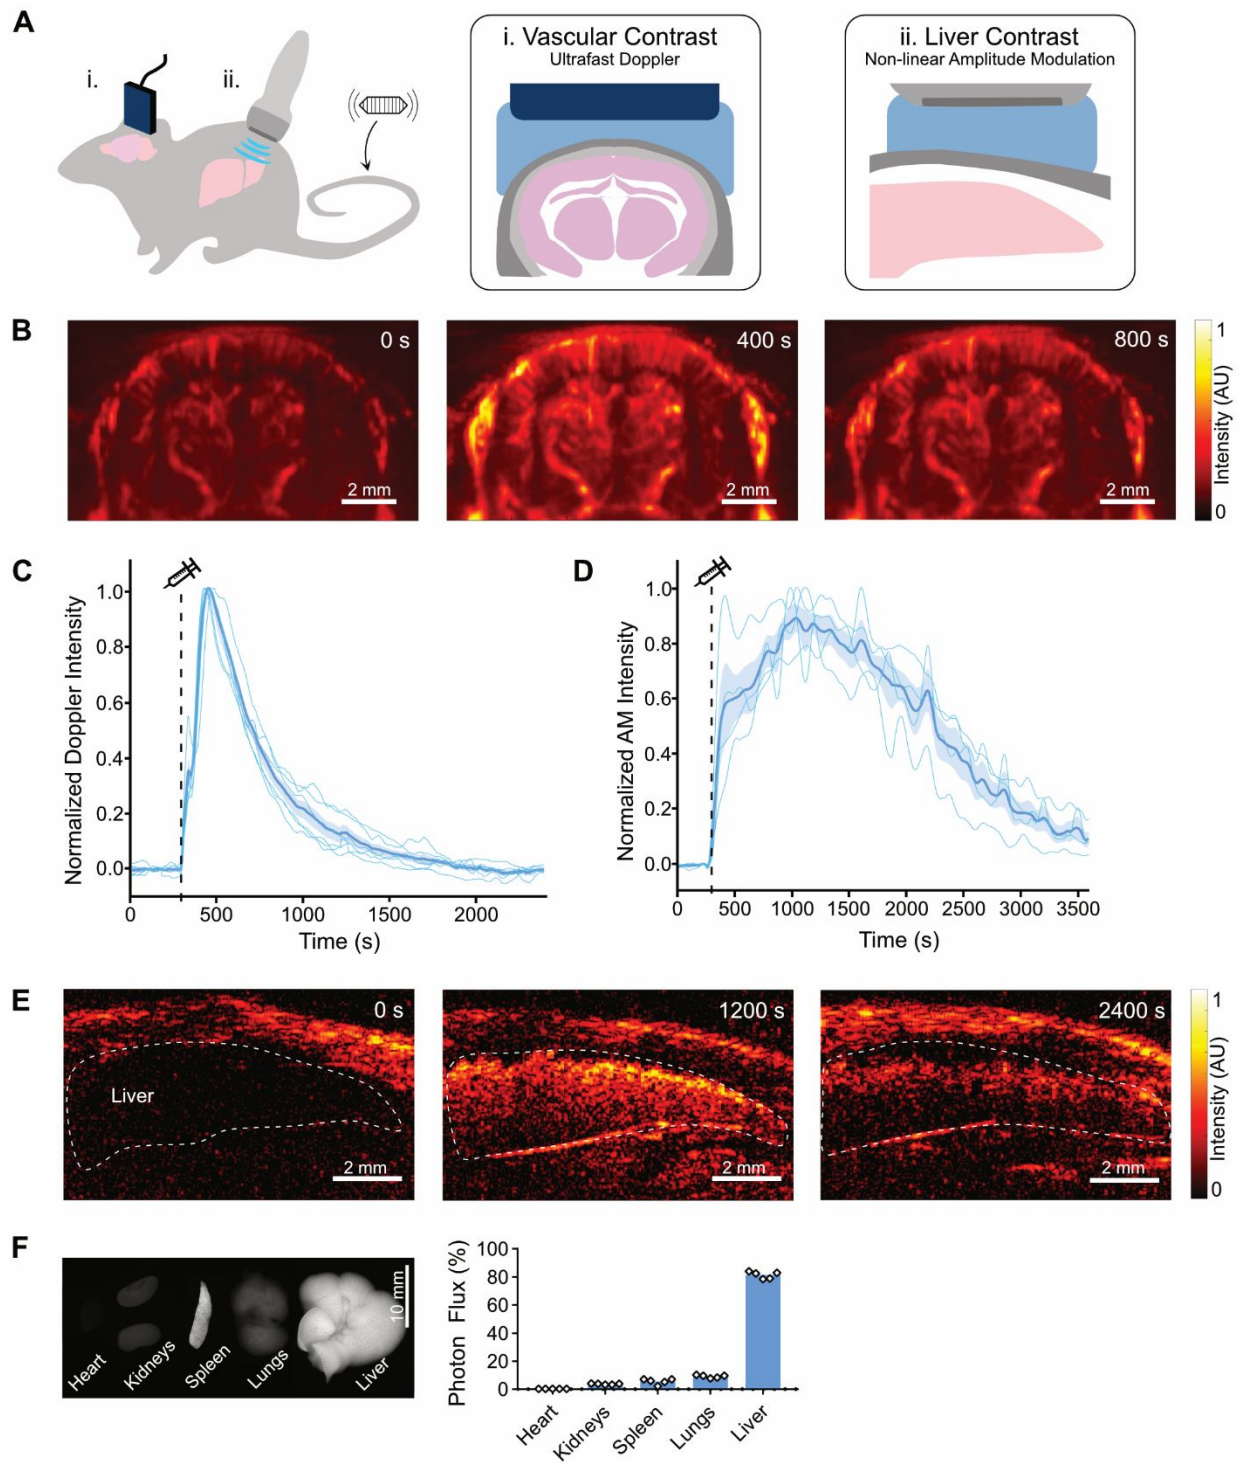 A
i.
ii.
i. Vascular Contrast
Ultrafast Doppler
ii. Liver Contrast
Non-linear Amplitude Modulation
B
0 s
2 mm
400 s
2 mm
800 s
2 mm
1
Intensity (AU)
0
C
Normalized Doppler Intensity
1.0
0.8
0.6
0.4
0.2
0.0
0
500
1000
1500
2000
Time (s)
D
Normalized AM Intensity
1.0
0.8
0.6
0.4
0.2
0.0
0
500
1000
1500
2000
2500
3000
3500
Time (s)
E
0 s
Liver
2 mm
1200 s
2 mm
2400 s
2 mm
1
Intensity (AU)
0
F
Heart
Kidneys
Spleen
Lungs
Liver
10 mm
Photon Flux (%)
100
80
60
40
20
0
Heart
Kidneys
Spleen
Lungs
Liver